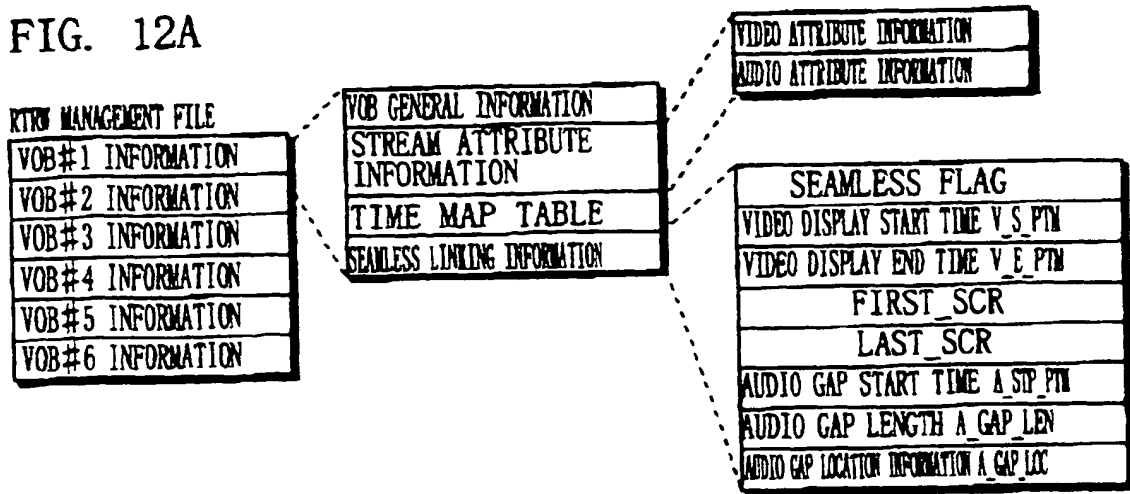 FIG. 12A
RTRW MANAGEMENT FILE
VOB#1 INFORMATION
VOB#2 INFORMATION
VOB#3 INFORMATION
VOB#4 INFORMATION
VOB#5 INFORMATION
VOB#6 INFORMATION
VOB GENERAL INFORMATION
STREAM ATTRIBUTE
INFORMATION
TIME MAP TABLE
SEAMLESS LINKING INFORMATION
VIDEO ATTRIBUTE INFORMATION
AUDIO ATTRIBUTE INFORMATION
SEAMLESS FLAG
VIDEO DISPLAY START TIME V_S_PTM
VIDEO DISPLAY END TIME V_E_PTM
FIRST_SCR
LAST_SCR
AUDIO GAP START TIME A_STP_PTM
AUDIO GAP LENGTH A_GAP_LEN
AUDIO GAP LOCATION INFORMATION A_GAP_LOC